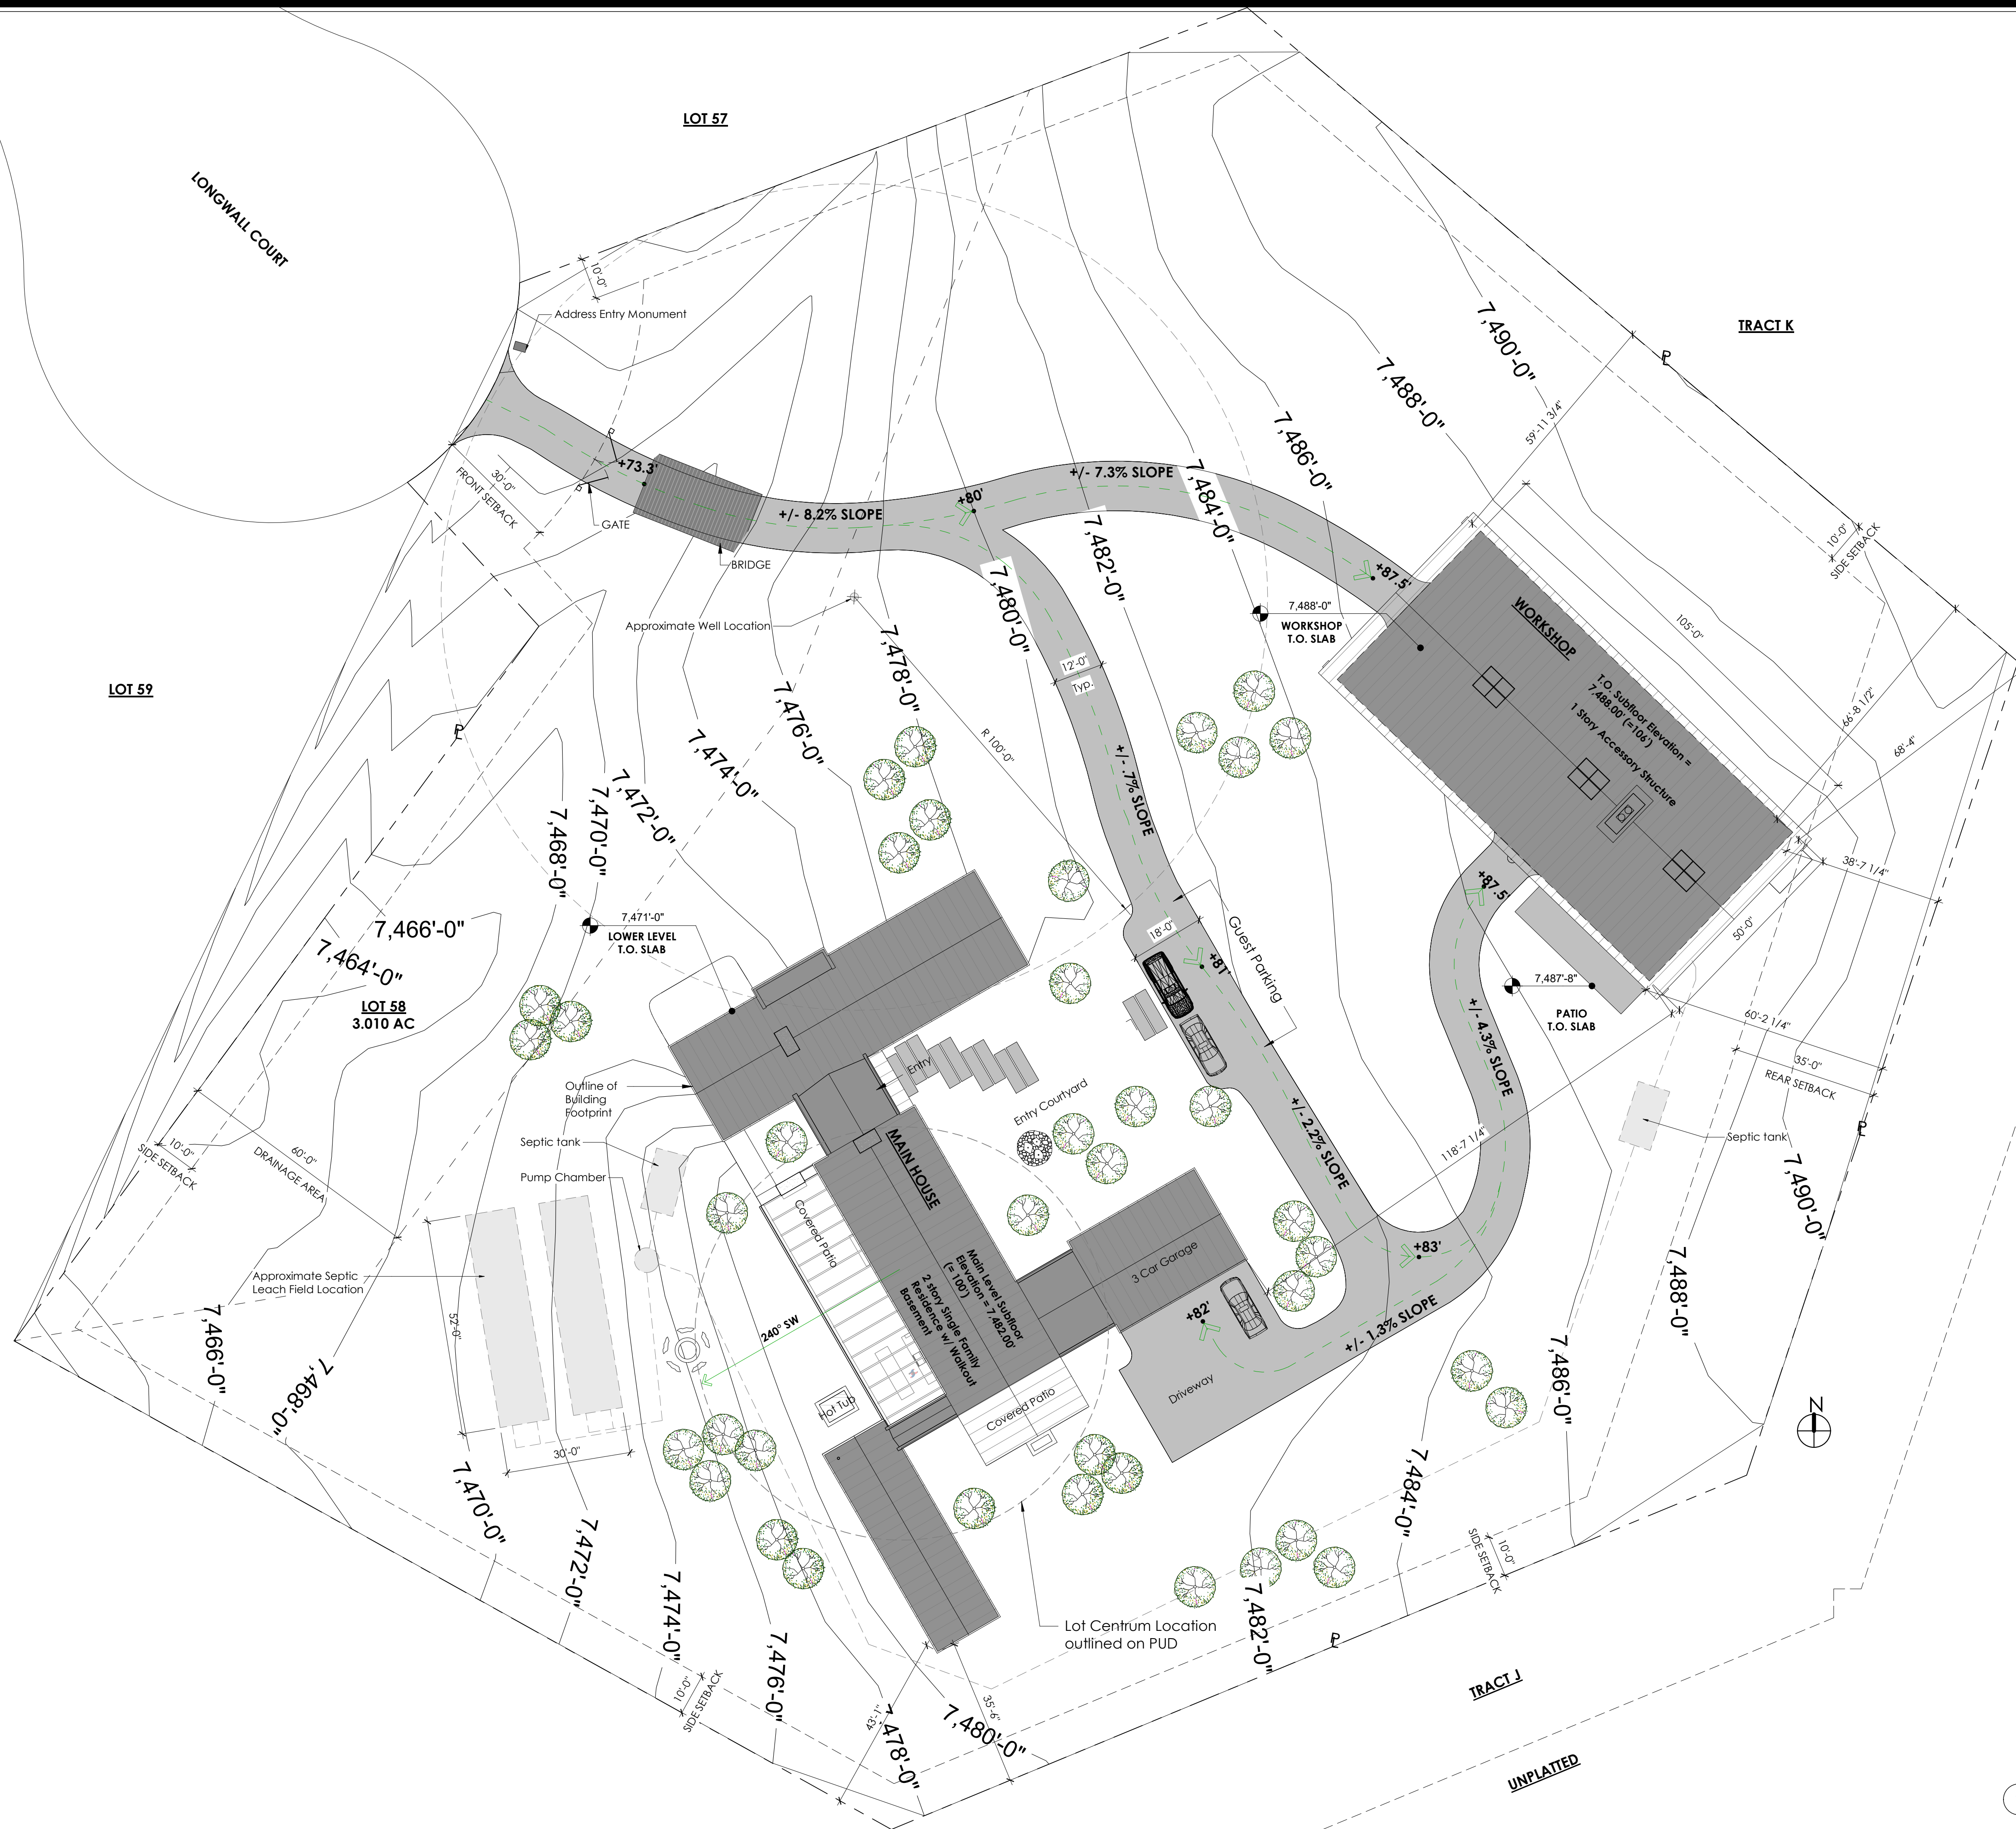 LOT 57
LONGWALL COURT
TRACT K
10'-0"
Address Entry Monument
7,490'-0"
7,488'-0"
7,486'-0"
7,484'-0"
7,482'-0"
7,480'-0"
59'-11 3/4"
10'-0"
SIDE SETBACK
30'-0"
FRONT SETBACK
+73.3'
GATE
BRIDGE
+/- 8.2% SLOPE
+80'
+/- 7.3% SLOPE
+87.5'
7,488'-0"
WORKSHOP
T.O. SLAB
WORKSHOP
T.O. Subfloor Elevation =
7,488.00' (=106')
1 Story Accessory Structure
105'-0"
66'-8 1/2"
68'-4"
38'-7 1/4"
50'-0"
Approximate Well Location
R 100'-0"
12'-0"
Typ.
+/- .7% SLOPE
LOT 59
PL
PL
7,478'-0"
7,476'-0"
7,474'-0"
7,472'-0"
7,470'-0"
7,468'-0"
7,466'-0"
7,464'-0"
LOT 58
3.010 AC
7,471'-0"
LOWER LEVEL
T.O. SLAB
18'-0"
Guest Parking
+81'
+87.5'
7,487'-8"
PATIO
T.O. SLAB
60'-2 1/4"
35'-0"
REAR SETBACK
+/- 4.3% SLOPE
118'-7 1/4"
Septic tank
PL
Outline of
Building
Footprint
Entry
Entry Courtyard
Septic tank
Pump Chamber
MAIN HOUSE
Covered Patio
Main Level Subfloor
Elevation = 7,482.00'
(= 100')
2 story Single Family
Residence w/ Walkout
Basement
3 Car Garage
+/- 2.2% SLOPE
+83'
+82'
+/- 1.3% SLOPE
Driveway
10'-0"
SIDE SETBACK
60'-0"
DRAINAGE AREA
Approximate Septic
Leach Field Location
52'-0"
30'-0"
240° SW
Hot Tub
Covered Patio
N
7,466'-0"
7,468'-0"
7,470'-0"
7,472'-0"
7,474'-0"
7,476'-0"
7,478'-0"
7,480'-0"
7,482'-0"
7,484'-0"
7,486'-0"
7,488'-0"
7,490'-0"
10'-0"
SIDE SETBACK
Lot Centrum Location
outlined on PUD
PL
10'-0"
SIDE SETBACK
43'-1"
35'-6"
TRACT J
UNPLATTED